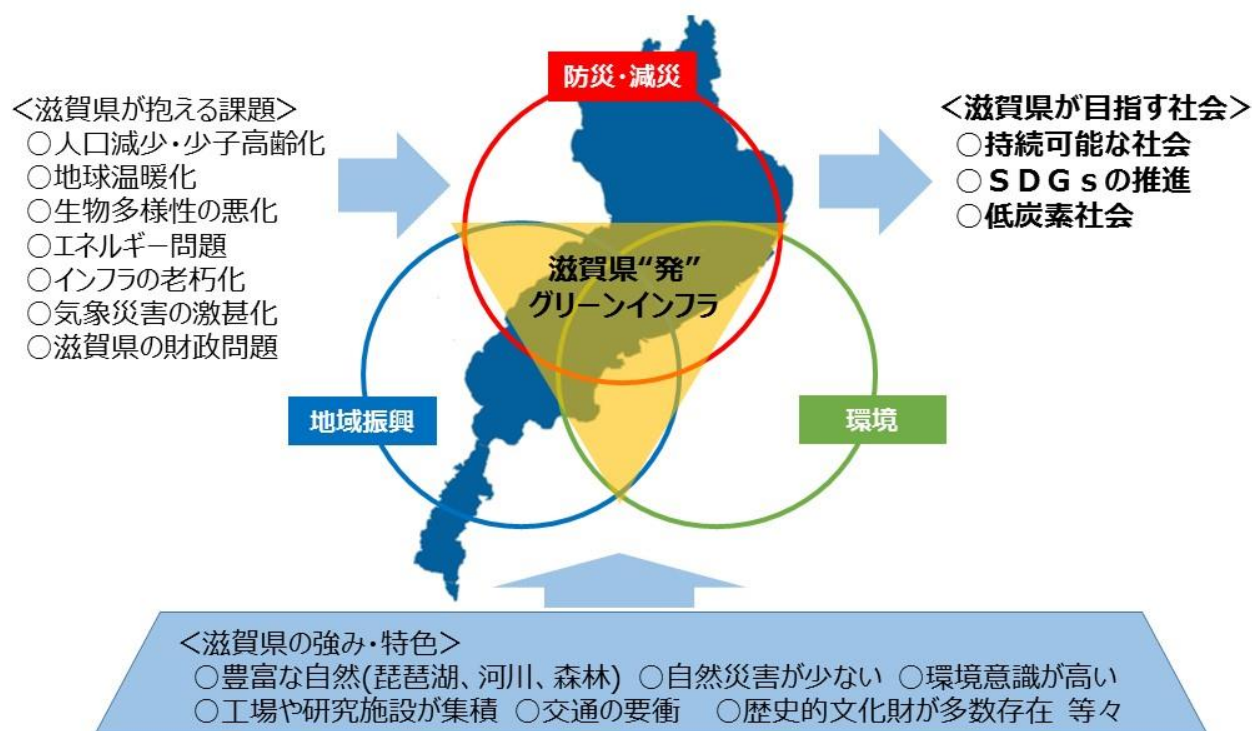 防災・減災
＜滋賀県が抱える課題＞
○人口減少・少子高齢化
○地球温暖化
○生物多様性の悪化
○エネルギー問題
○インフラの老朽化
○気象災害の激甚化
○滋賀県の財政問題
＜滋賀県が目指す社会＞
○持続可能な社会
○ＳＤＧｓの推進
○低炭素社会
滋賀県“発”
グリーンインフラ
地域振興
環境
＜滋賀県の強み・特色＞
○豊富な自然(琵琶湖、河川、森林) ○自然災害が少ない ○環境意識が高い
○工場や研究施設が集積 ○交通の要衝 ○歴史的文化財が多数存在 等々